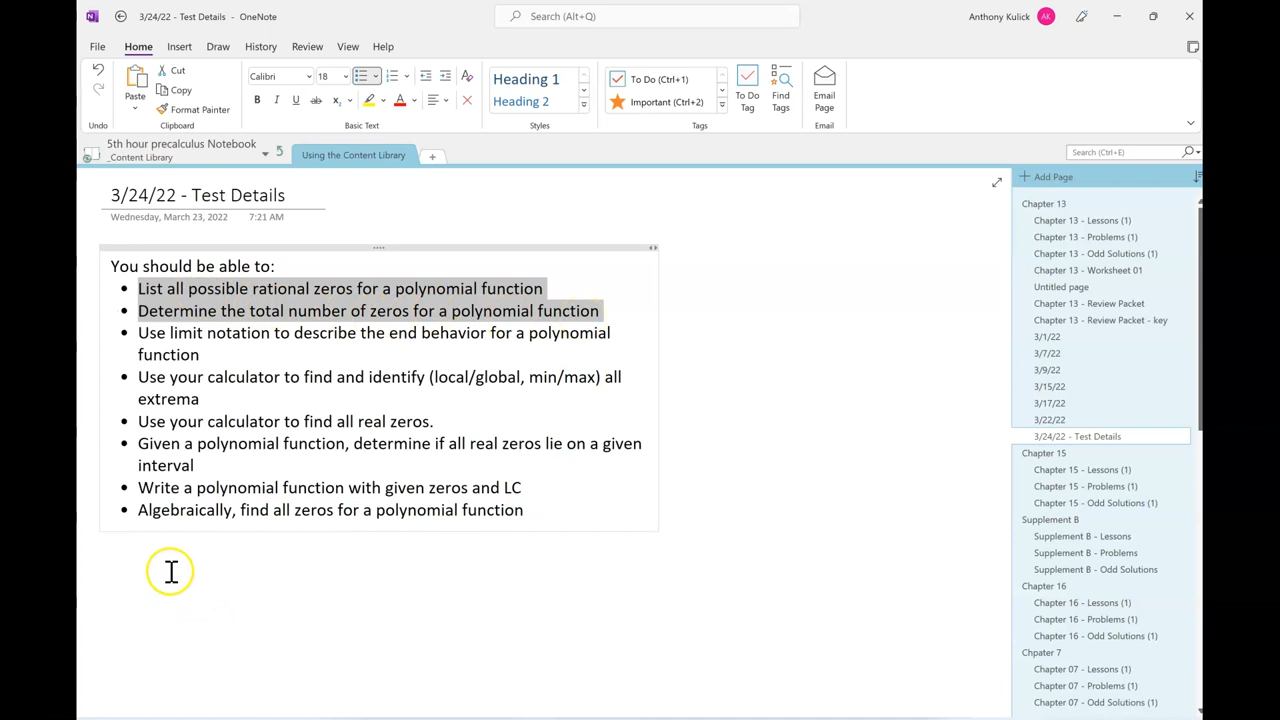 3/24/22 - Test Details - OneNote
Search (Alt+Q)
Anthony Kulick
AK
File
Home
Insert
Draw
History
Review
View
Help
Undo
Paste
Cut
Copy
Format Painter
Clipboard
Calibri
18
B
I
U
ab
x₂
A
Basic Text
Heading 1
Heading 2
Styles
To Do (Ctrl+1)
Important (Ctrl+2)
Tags
To Do
Tag
Find
Tags
Email
Page
Email
5th hour precalculus Notebook
_Content Library
Using the Content Library
Search (Ctrl+E)
3/24/22 - Test Details
Wednesday, March 23, 2022 7:21 AM
You should be able to:
• List all possible rational zeros for a polynomial function
• Determine the total number of zeros for a polynomial function
• Use limit notation to describe the end behavior for a polynomial
function
• Use your calculator to find and identify (local/global, min/max) all
extrema
• Use your calculator to find all real zeros.
• Given a polynomial function, determine if all real zeros lie on a given
interval
• Write a polynomial function with given zeros and LC
• Algebraically, find all zeros for a polynomial function
Add Page
Chapter 13
Chapter 13 - Lessons (1)
Chapter 13 - Problems (1)
Chapter 13 - Odd Solutions (1)
Chapter 13 - Worksheet 01
Untitled page
Chapter 13 - Review Packet
Chapter 13 - Review Packet - key
3/1/22
3/7/22
3/9/22
3/15/22
3/17/22
3/22/22
3/24/22 - Test Details
Chapter 15
Chapter 15 - Lessons (1)
Chapter 15 - Problems (1)
Chapter 15 - Odd Solutions (1)
Supplement B
Supplement B - Lessons
Supplement B - Problems
Supplement B - Odd Solutions
Chapter 16
Chapter 16 - Lessons (1)
Chapter 16 - Problems (1)
Chapter 16 - Odd Solutions (1)
Chpater 7
Chapter 07 - Lessons (1)
Chapter 07 - Problems (1)
Chapter 07 - Odd Solutions (1)